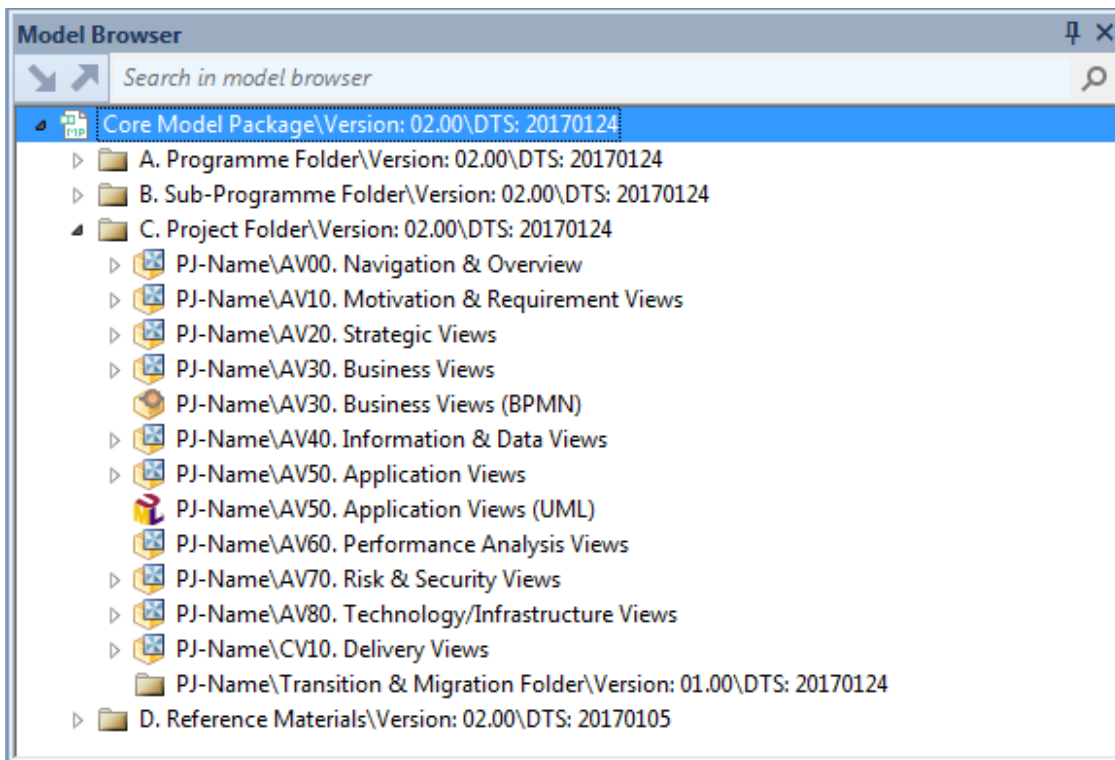 Model Browser
Search in model browser
Core Model Package\Version: 02.00\DTS: 20170124
A. Programme Folder\Version: 02.00\DTS: 20170124
B. Sub-Programme Folder\Version: 02.00\DTS: 20170124
C. Project Folder\Version: 02.00\DTS: 20170124
PJ-Name\AV00. Navigation & Overview
PJ-Name\AV10. Motivation & Requirement Views
PJ-Name\AV20. Strategic Views
PJ-Name\AV30. Business Views
PJ-Name\AV30. Business Views (BPMN)
PJ-Name\AV40. Information & Data Views
PJ-Name\AV50. Application Views
PJ-Name\AV50. Application Views (UML)
PJ-Name\AV60. Performance Analysis Views
PJ-Name\AV70. Risk & Security Views
PJ-Name\AV80. Technology/Infrastructure Views
PJ-Name\CV10. Delivery Views
PJ-Name\Transition & Migration Folder\Version: 01.00\DTS: 20170124
D. Reference Materials\Version: 02.00\DTS: 20170105